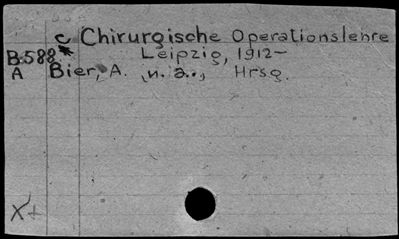 C Chirurgische Operationslehre
B.588* Leipzig, 1912-
A Bier, A. u. a., Hrsg.
X+